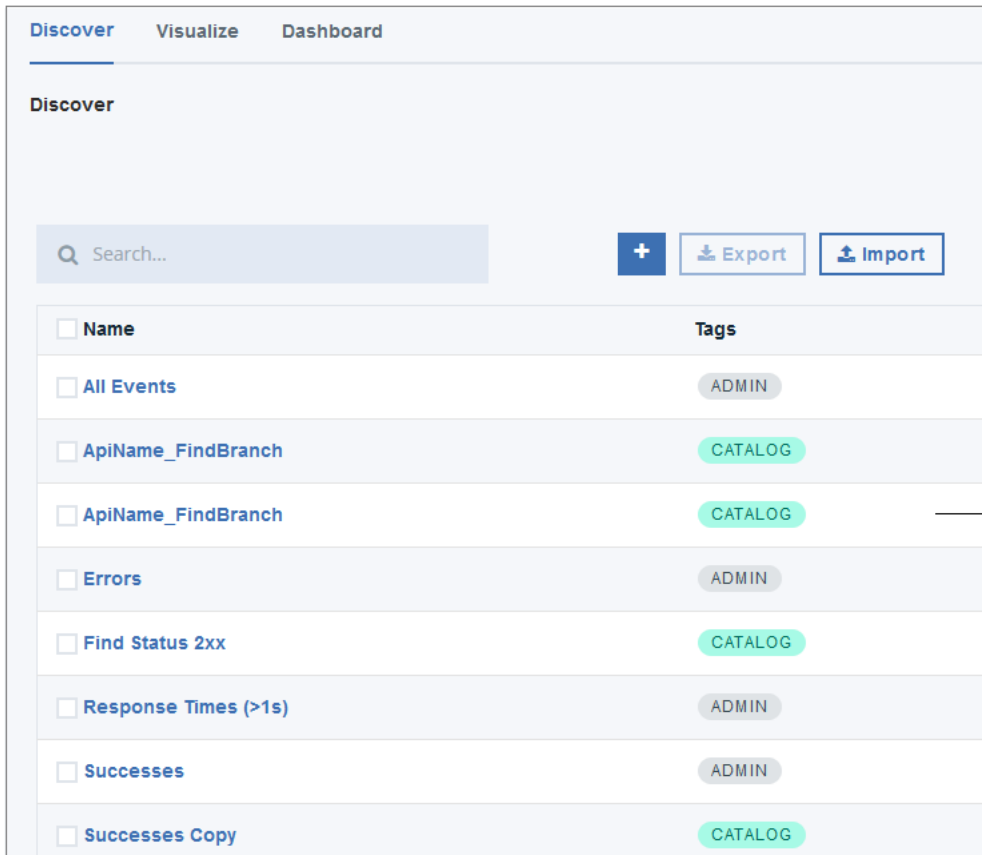 Discover Visualize Dashboard
Discover
Search... + Export Import
Name Tags
All Events ADMIN
ApiName_FindBranch CATALOG
ApiName_FindBranch CATALOG
Errors ADMIN
Find Status 2xx CATALOG
Response Times (>1s) ADMIN
Successes ADMIN
Successes Copy CATALOG